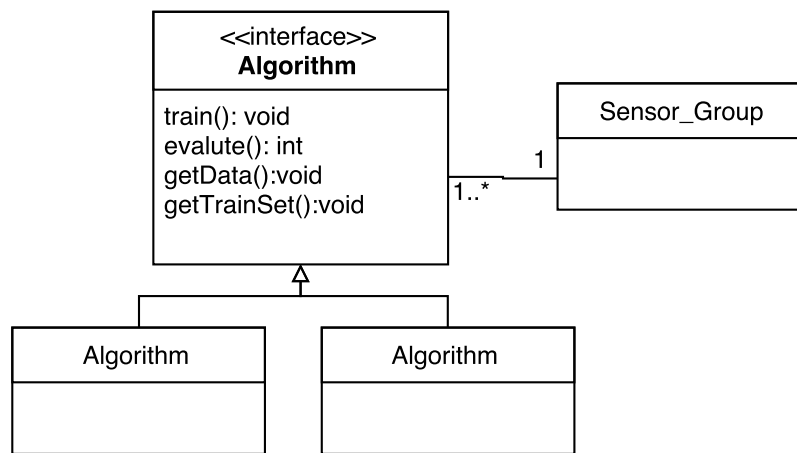 <<interface>>
Algorithm
train(): void
evalute(): int
getData():void
getTrainSet():void
Sensor_Group
1
1..*
Algorithm
Algorithm